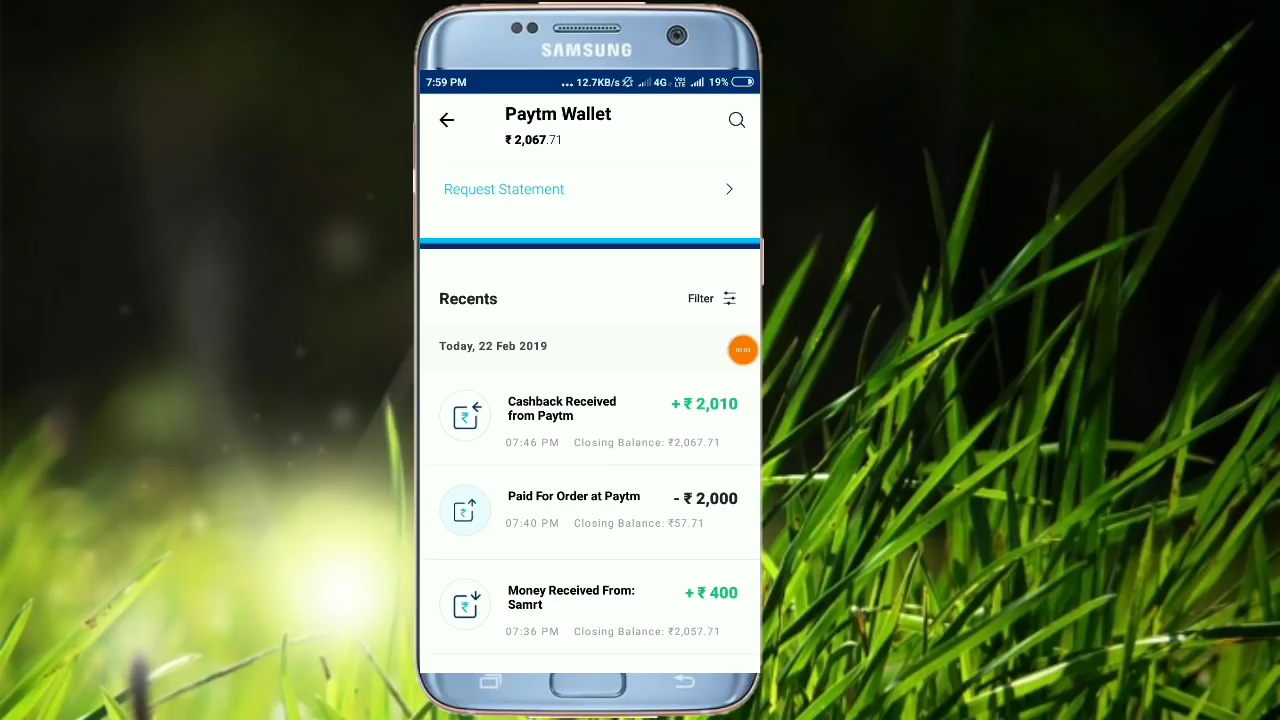 SAMSUNG
7:59 PM ... 12.7KB/s 4G VoLTE 19%
Paytm Wallet
₹ 2,067.71
Request Statement
Recents
Filter
Today, 22 Feb 2019
00:04
Cashback Received
from Paytm
+ ₹ 2,010
07:46 PM Closing Balance: ₹2,067.71
Paid For Order at Paytm
- ₹ 2,000
07:40 PM Closing Balance: ₹57.71
Money Received From:
Samrt
+ ₹ 400
07:36 PM Closing Balance: ₹2,057.71